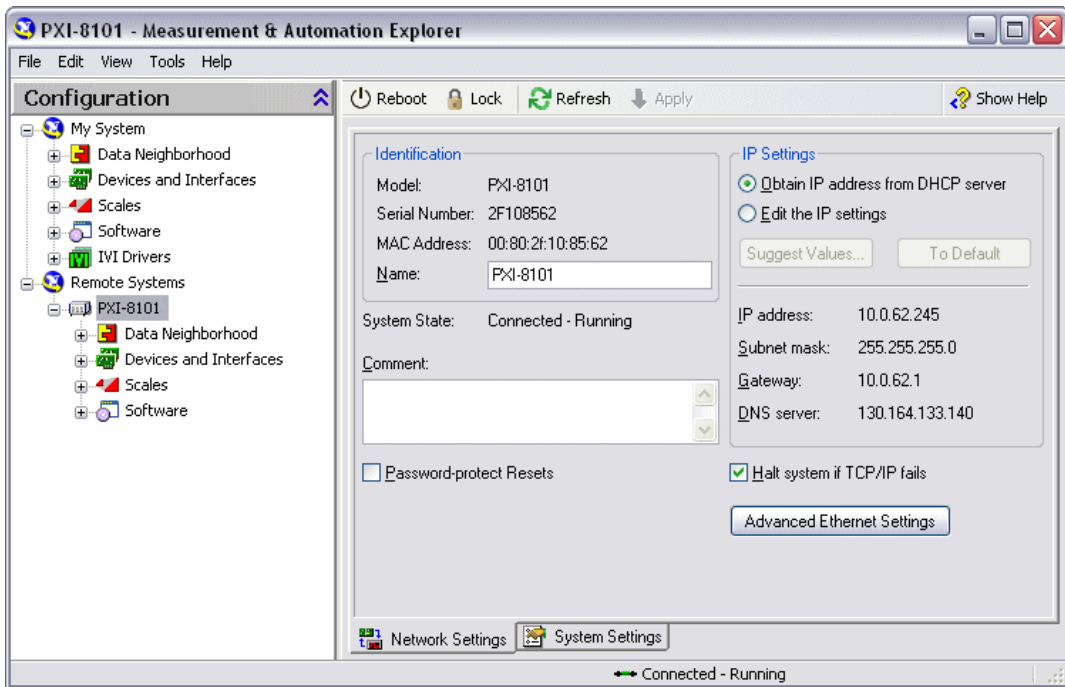 PXI-8101 - Measurement & Automation Explorer
File Edit View Tools Help
Configuration
My System
Data Neighborhood
Devices and Interfaces
Scales
Software
IVI Drivers
Remote Systems
PXI-8101
Data Neighborhood
Devices and Interfaces
Scales
Software
Reboot Lock Refresh Apply Show Help
Identification
Model: PXI-8101
Serial Number: 2F108562
MAC Address: 00:80:2f:10:85:62
Name: PXI-8101
System State: Connected - Running
Comment:
Password-protect Resets
IP Settings
Obtain IP address from DHCP server
Edit the IP settings
Suggest Values... To Default
IP address: 10.0.62.245
Subnet mask: 255.255.255.0
Gateway: 10.0.62.1
DNS server: 130.164.133.140
Halt system if TCP/IP fails
Advanced Ethernet Settings
Network Settings System Settings
Connected - Running